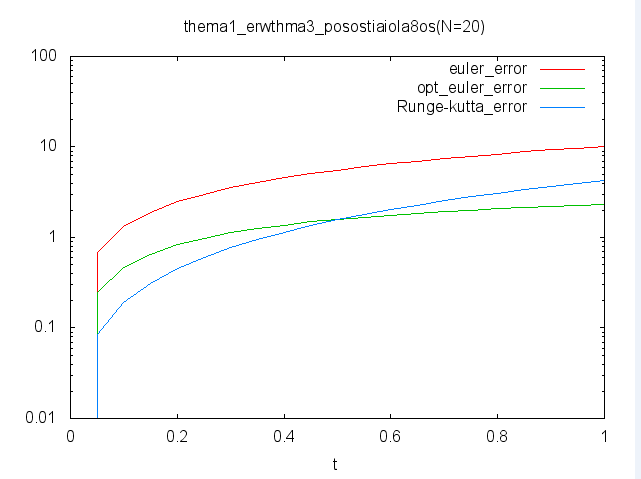 thema1_erwthma3_posostiaiola8os(N=20)
100
10
1
0.1
0.01
euler_error
opt_euler_error
Runge-kutta_error
0 0.2 0.4 0.6 0.8 1
t